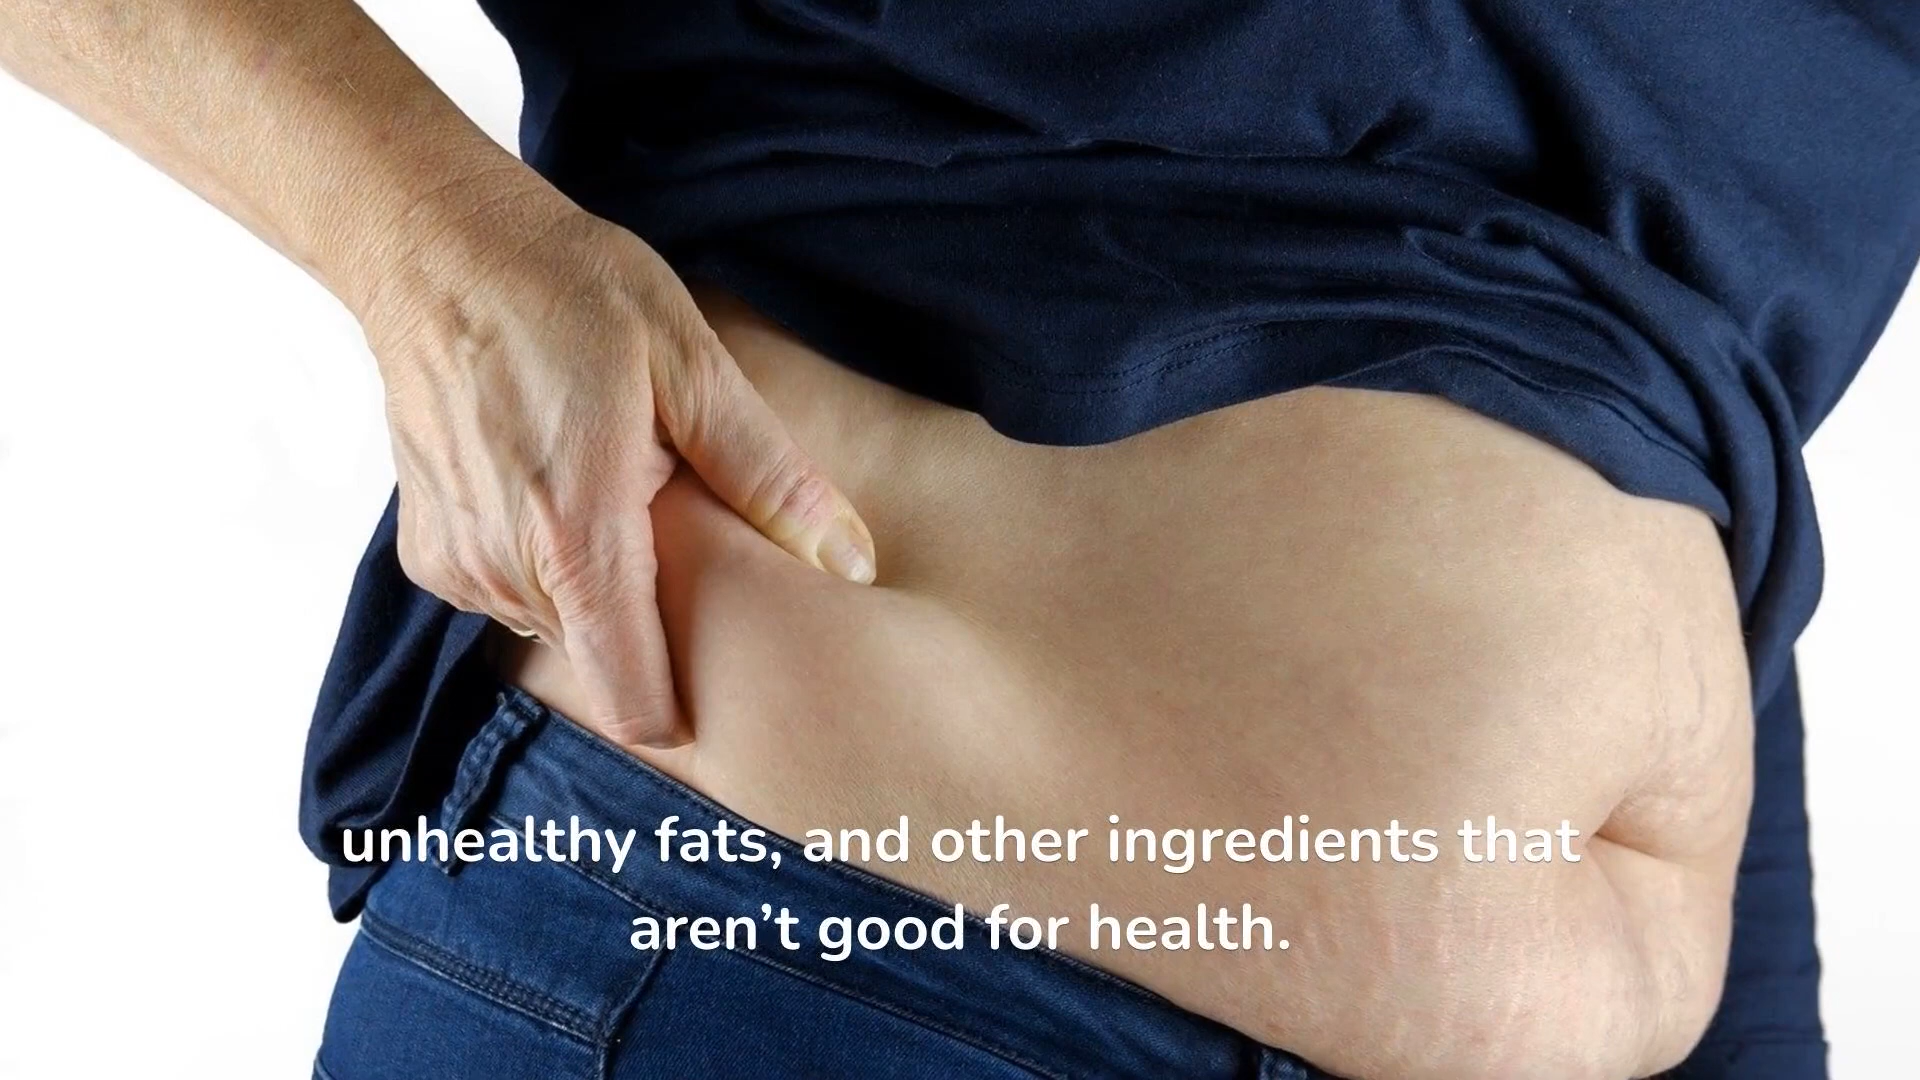 unhealthy fats, and other ingredients that
aren’t good for health.